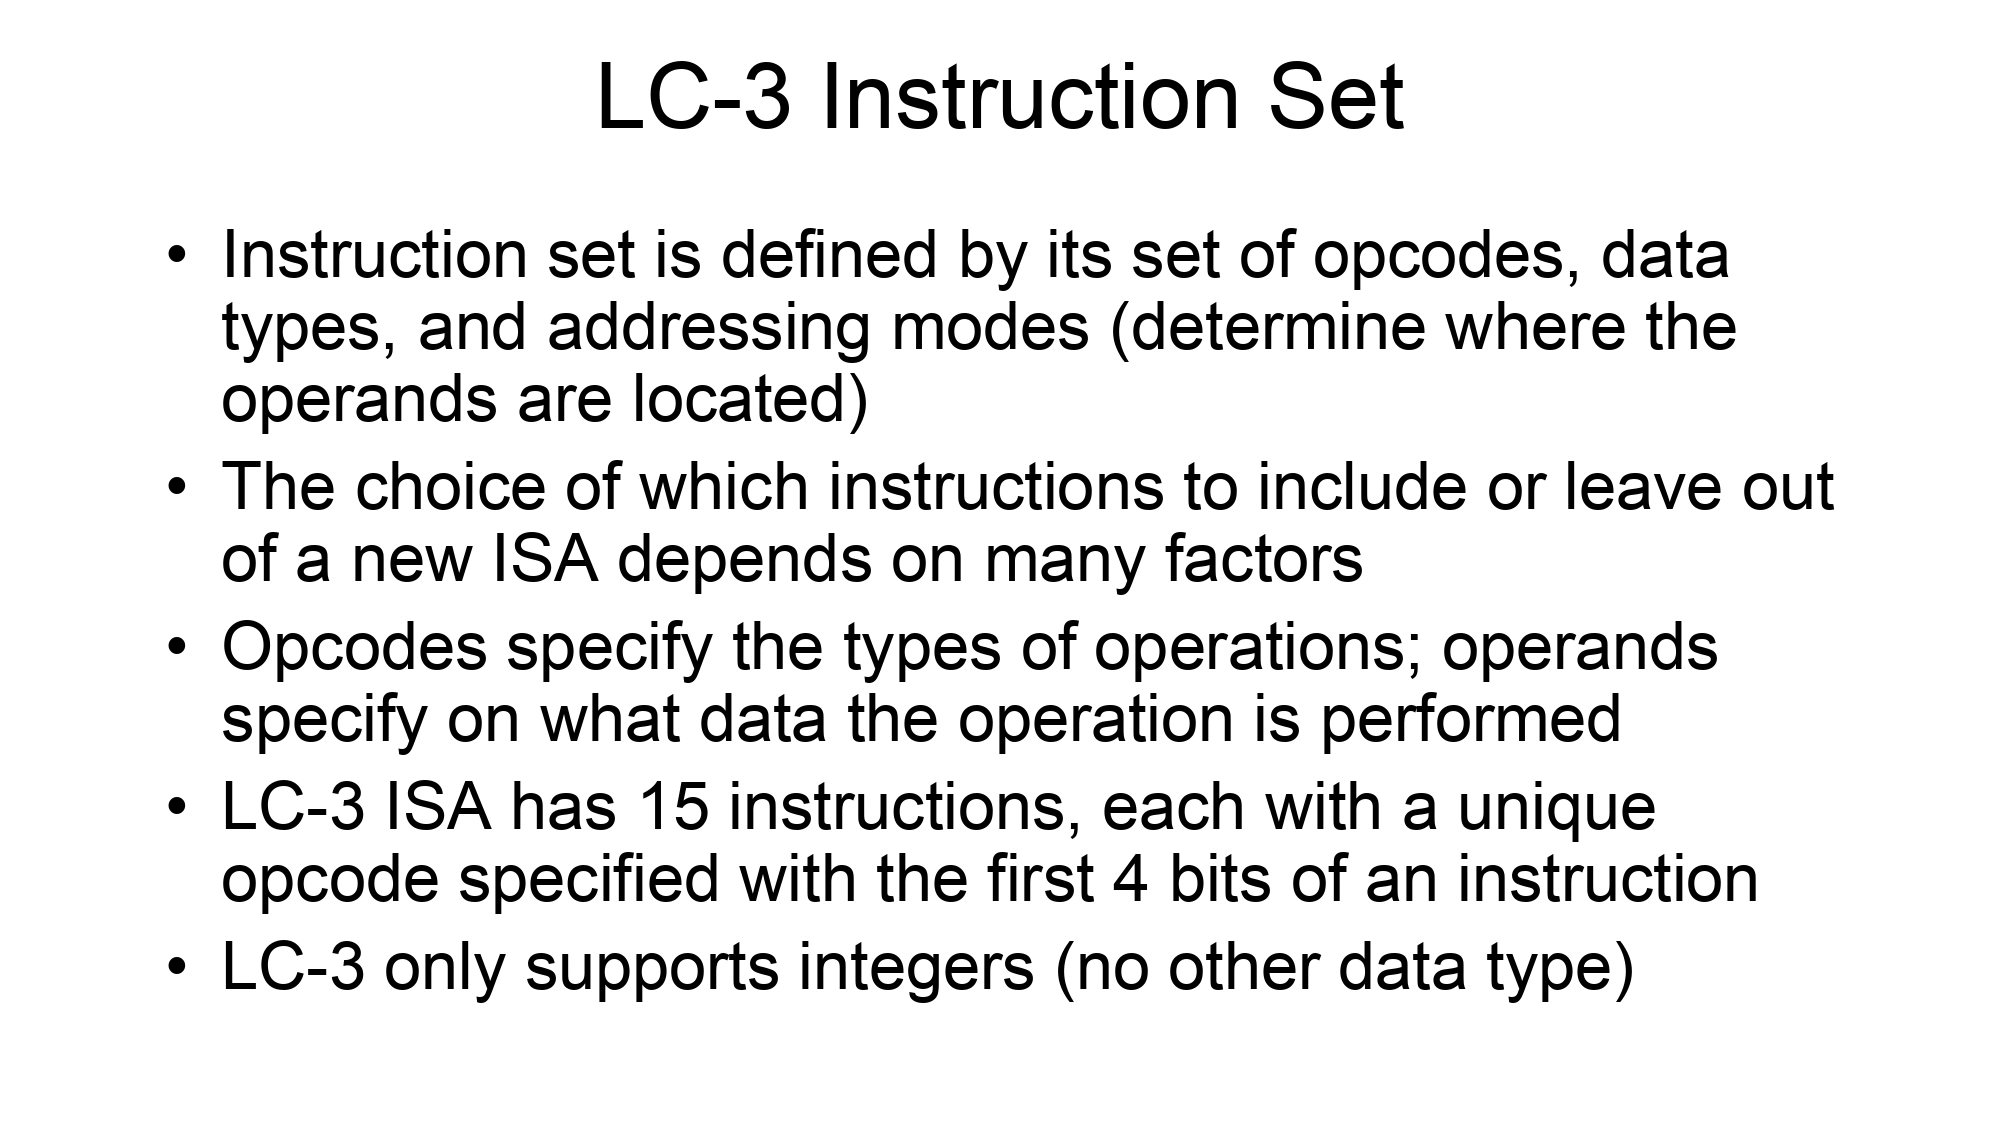 LC-3 Instruction Set
• Instruction set is defined by its set of opcodes, data
types, and addressing modes (determine where the
operands are located)
• The choice of which instructions to include or leave out
of a new ISA depends on many factors
• Opcodes specify the types of operations; operands
specify on what data the operation is performed
• LC-3 ISA has 15 instructions, each with a unique
opcode specified with the first 4 bits of an instruction
• LC-3 only supports integers (no other data type)